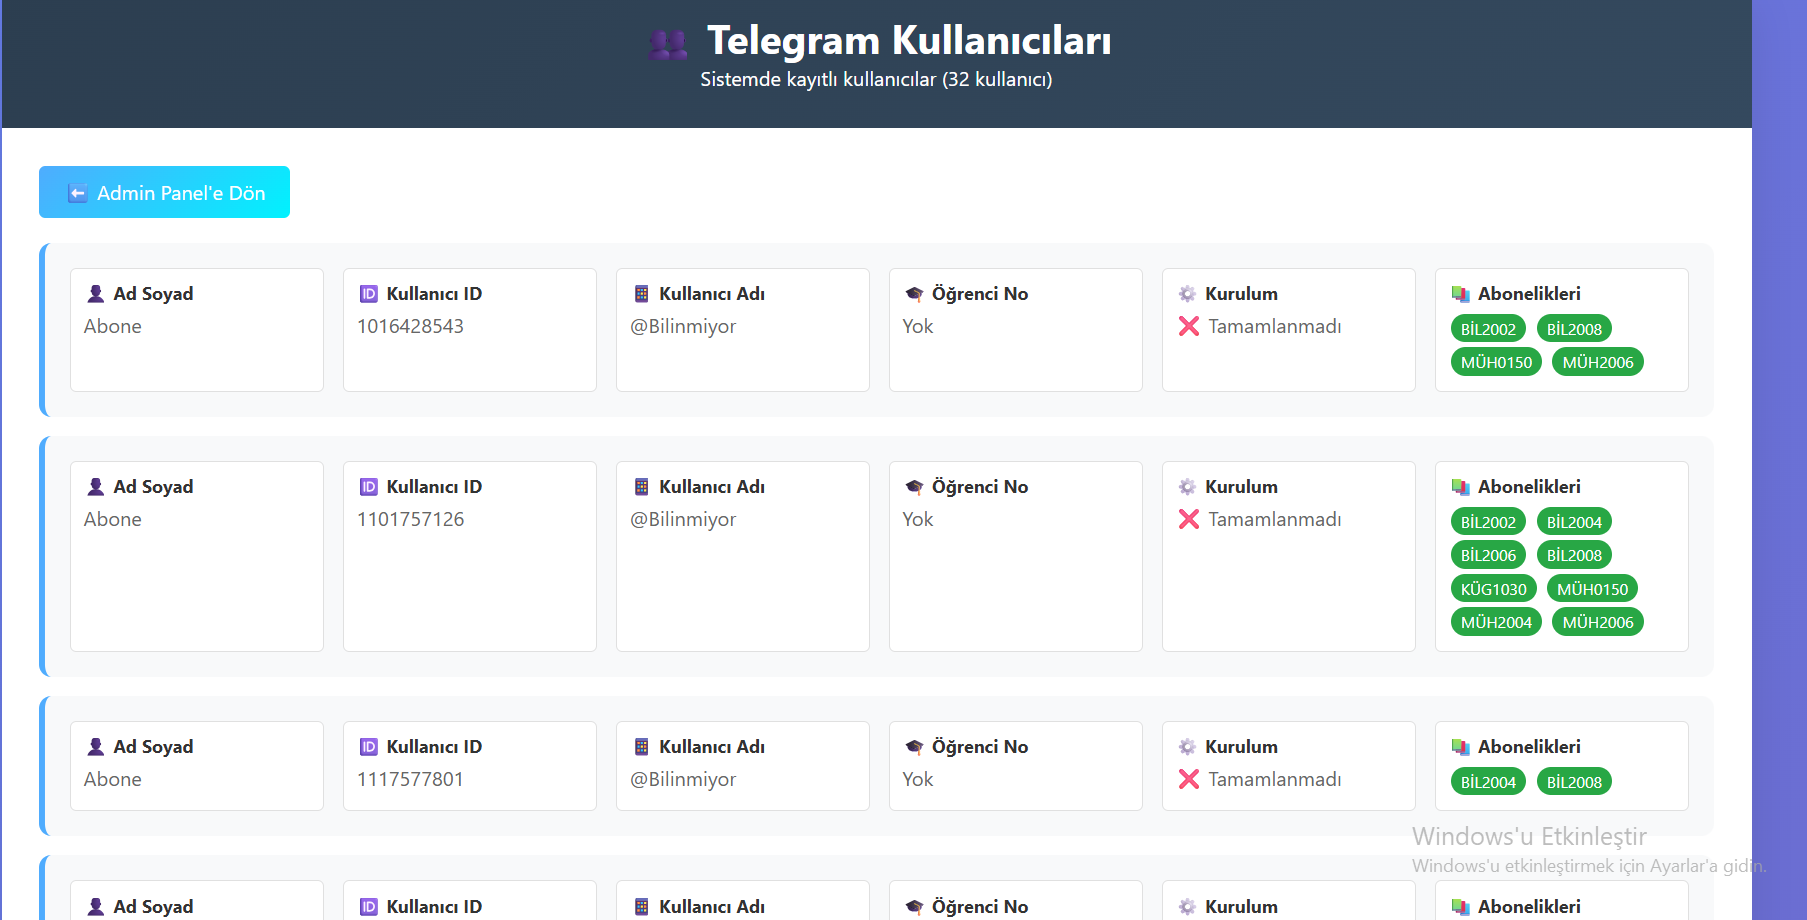 Telegram Kullanıcıları
Sistemde kayıtlı kullanıcılar (32 kullanıcı)
Admin Panel'e Dön
Ad Soyad
Abone
Kullanıcı ID
1016428543
Kullanıcı Adı
@Bilinmiyor
Öğrenci No
Yok
Kurulum
Tamamlanmadı
Abonelikleri
BİL2002 BİL2008
MÜH0150 MÜH2006
Ad Soyad
Abone
Kullanıcı ID
1101757126
Kullanıcı Adı
@Bilinmiyor
Öğrenci No
Yok
Kurulum
Tamamlanmadı
Abonelikleri
BİL2002 BİL2004
BİL2006 BİL2008
KÜG1030 MÜH0150
MÜH2004 MÜH2006
Ad Soyad
Abone
Kullanıcı ID
1117577801
Kullanıcı Adı
@Bilinmiyor
Öğrenci No
Yok
Kurulum
Tamamlanmadı
Abonelikleri
BİL2004 BİL2008
Windows'u Etkinleştir
Windows'u etkinleştirmek için Ayarlar'a gidin.
Ad Soyad
Kullanıcı ID
Kullanıcı Adı
Öğrenci No
Kurulum
Abonelikleri